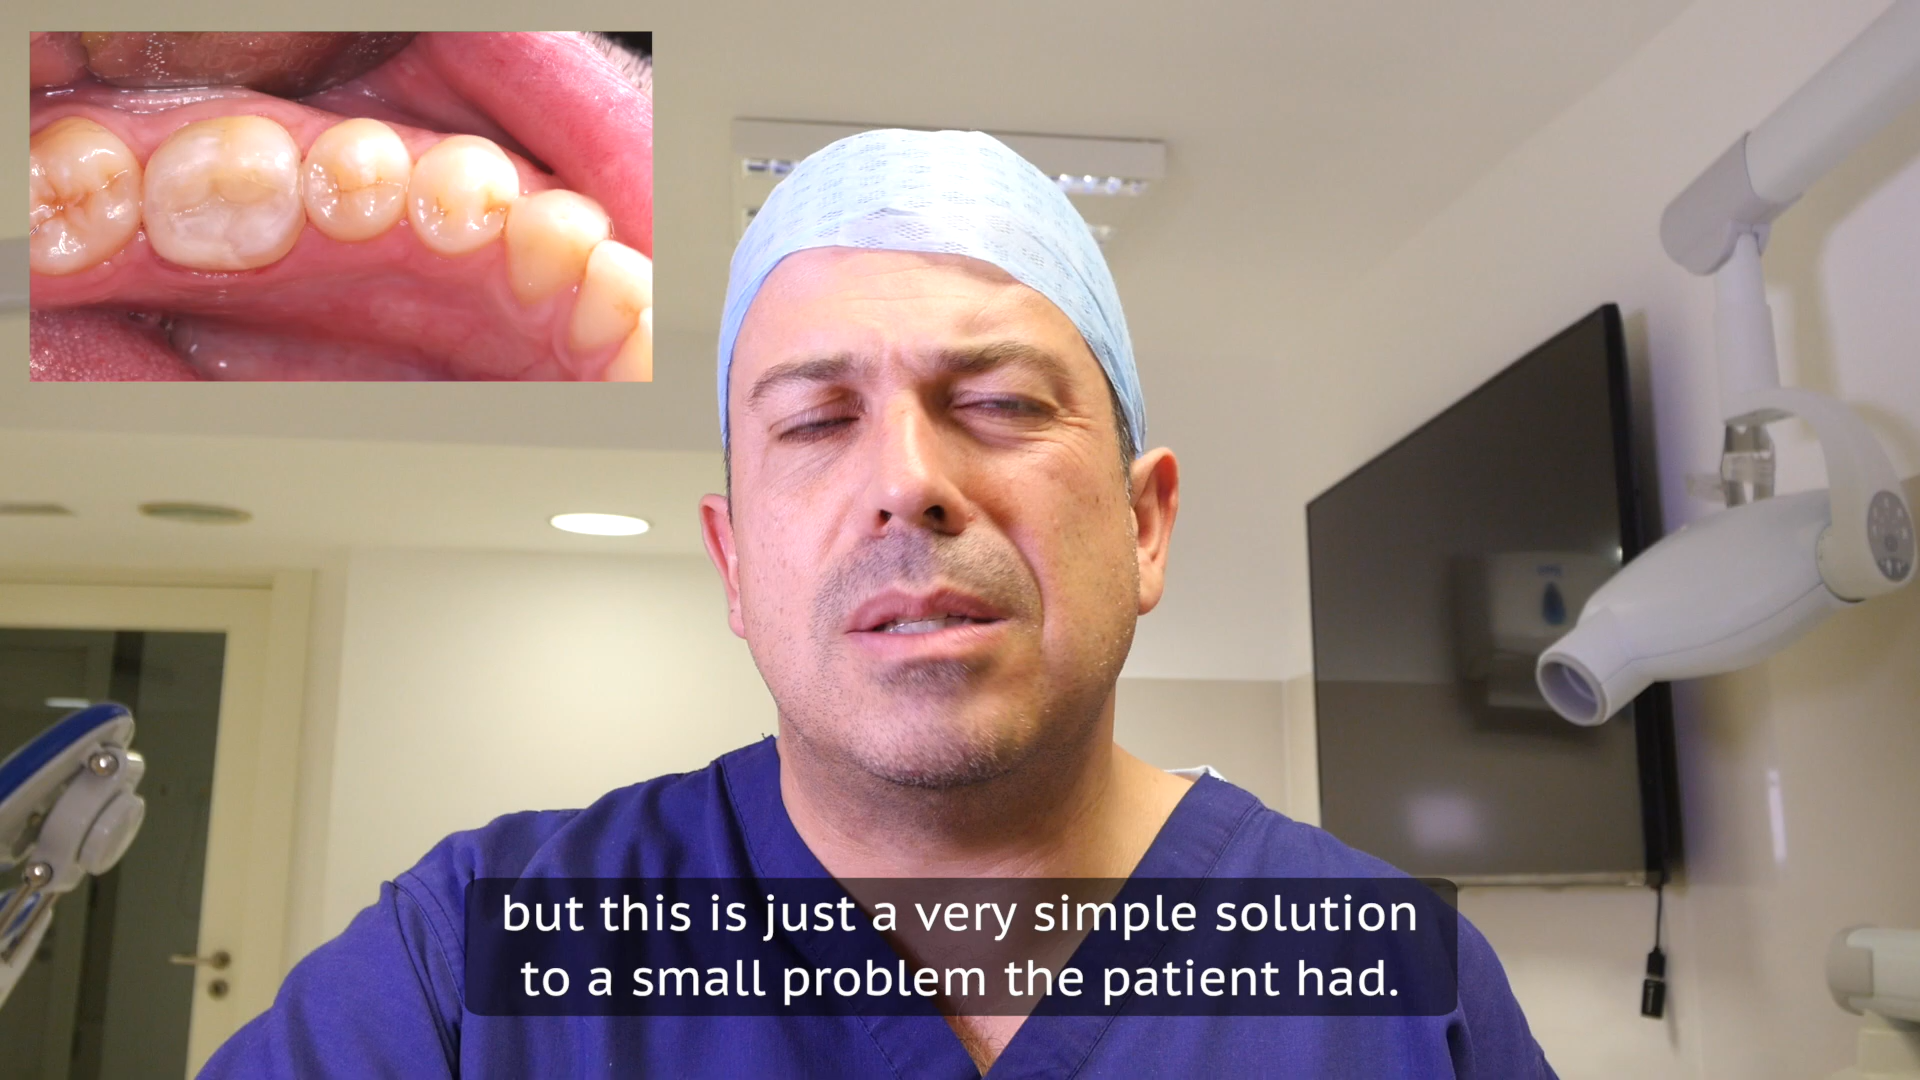 but this is just a very simple solution
to a small problem the patient had.